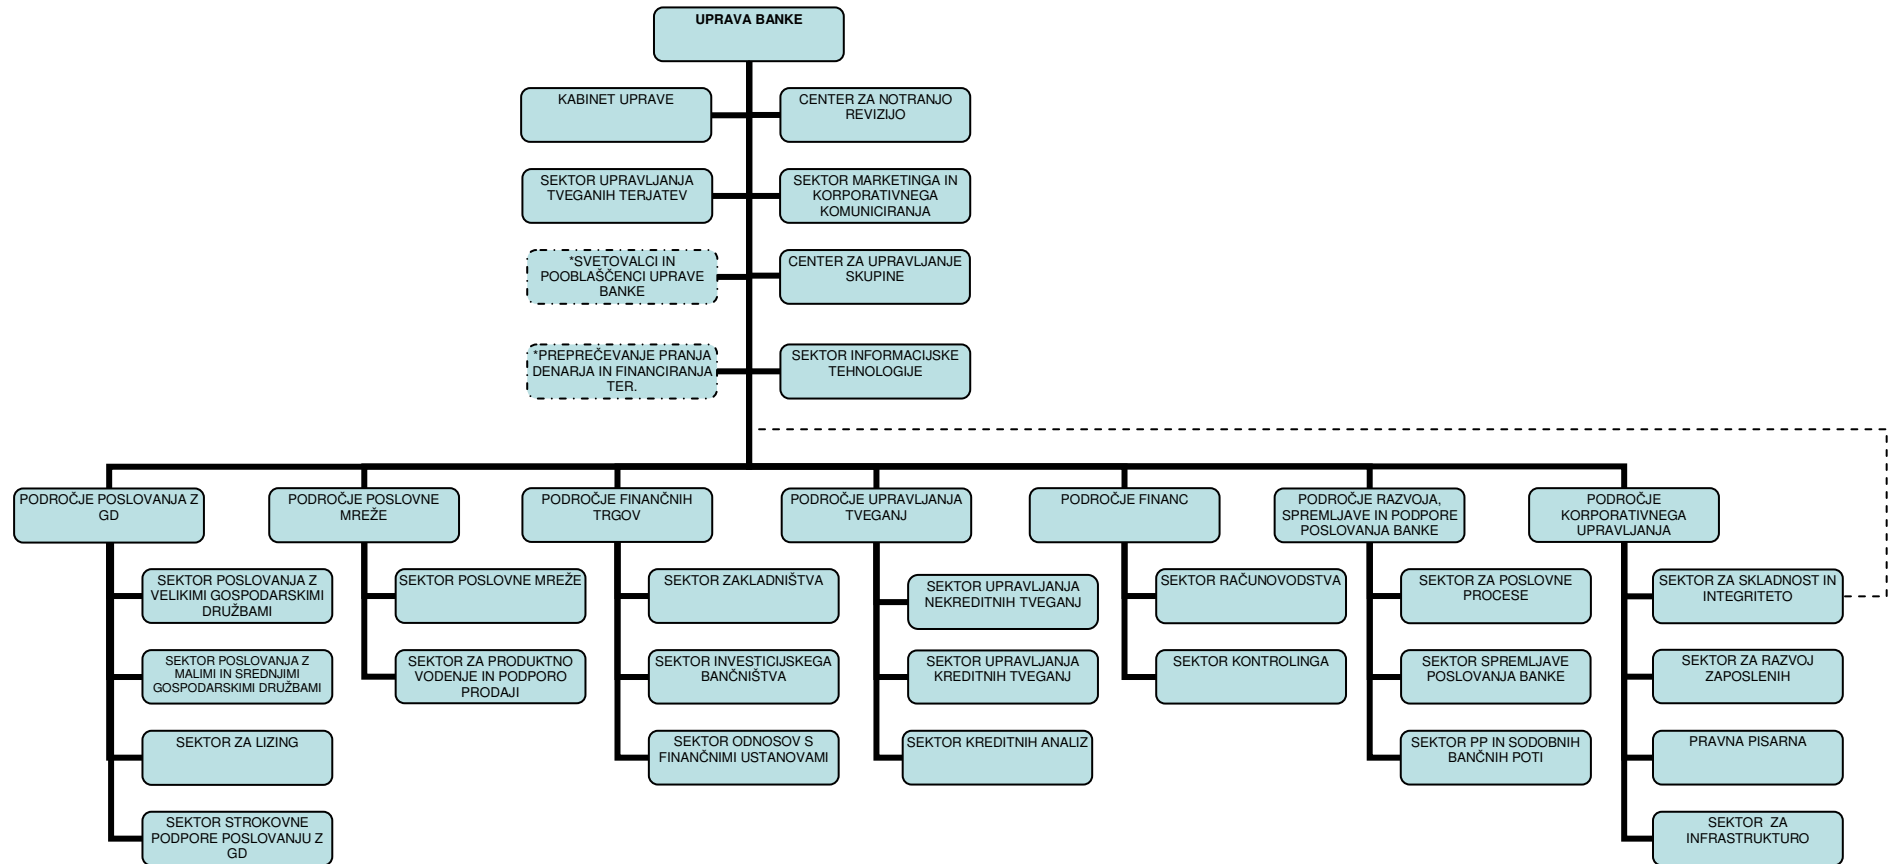 UPRAVA BANKE
KABINET UPRAVE
CENTER ZA NOTRANJO
REVIZIJO
SEKTOR UPRAVLJANJA
TVEGANIH TERJATEV
SEKTOR MARKETINGA IN
KORPORATIVNEGA
KOMUNICIRANJA
*SVETOVALCI IN
POOBLAŠČENCI UPRAVE
BANKE
CENTER ZA UPRAVLJANJE
SKUPINE
*PREPREČEVANJE PRANJA
DENARJA IN FINANCIRANJA
TER.
SEKTOR INFORMACIJSKE
TEHNOLOGIJE
PODROČJE POSLOVANJA Z
GD
PODROČJE POSLOVNE
MREŽE
PODROČJE FINANČNIH
TRGOV
PODROČJE UPRAVLJANJA
TVEGANJ
PODROČJE FINANC
PODROČJE RAZVOJA,
SPREMLJAVE IN PODPORE
POSLOVANJA BANKE
PODROČJE
KORPORATIVNEGA
UPRAVLJANJA
SEKTOR POSLOVANJA Z
VELIKIMI GOSPODARSKIMI
DRUŽBAMI
SEKTOR POSLOVNE MREŽE
SEKTOR ZAKLADNIŠTVA
SEKTOR UPRAVLJANJA
NEKREDITNIH TVEGANJ
SEKTOR RAČUNOVODSTVA
SEKTOR ZA POSLOVNE
PROCESE
SEKTOR ZA SKLADNOST IN
INTEGRITETO
SEKTOR POSLOVANJA Z
MALIMI IN SREDNJIMI
GOSPODARSKIMI DRUŽBAMI
SEKTOR ZA PRODUKTNO
VODENJE IN PODPORO
PRODAJI
SEKTOR INVESTICIJSKEGA
BANČNIŠTVA
SEKTOR UPRAVLJANJA
KREDITNIH TVEGANJ
SEKTOR KONTROLINGA
SEKTOR SPREMLJAVE
POSLOVANJA BANKE
SEKTOR ZA RAZVOJ
ZAPOSLENIH
SEKTOR ZA LIZING
SEKTOR ODNOSOV S
FINANČNIMI USTANOVAMI
SEKTOR KREDITNIH ANALIZ
SEKTOR PP IN SODOBNIH
BANČNIH POTI
PRAVNA PISARNA
SEKTOR STROKOVNE
PODPORE POSLOVANJU Z
GD
SEKTOR ZA
INFRASTRUKTURO